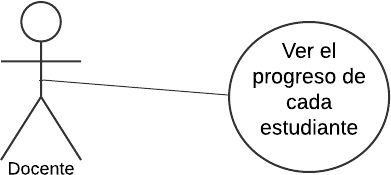 Ver el
progreso de
cada
estudiante
Docente